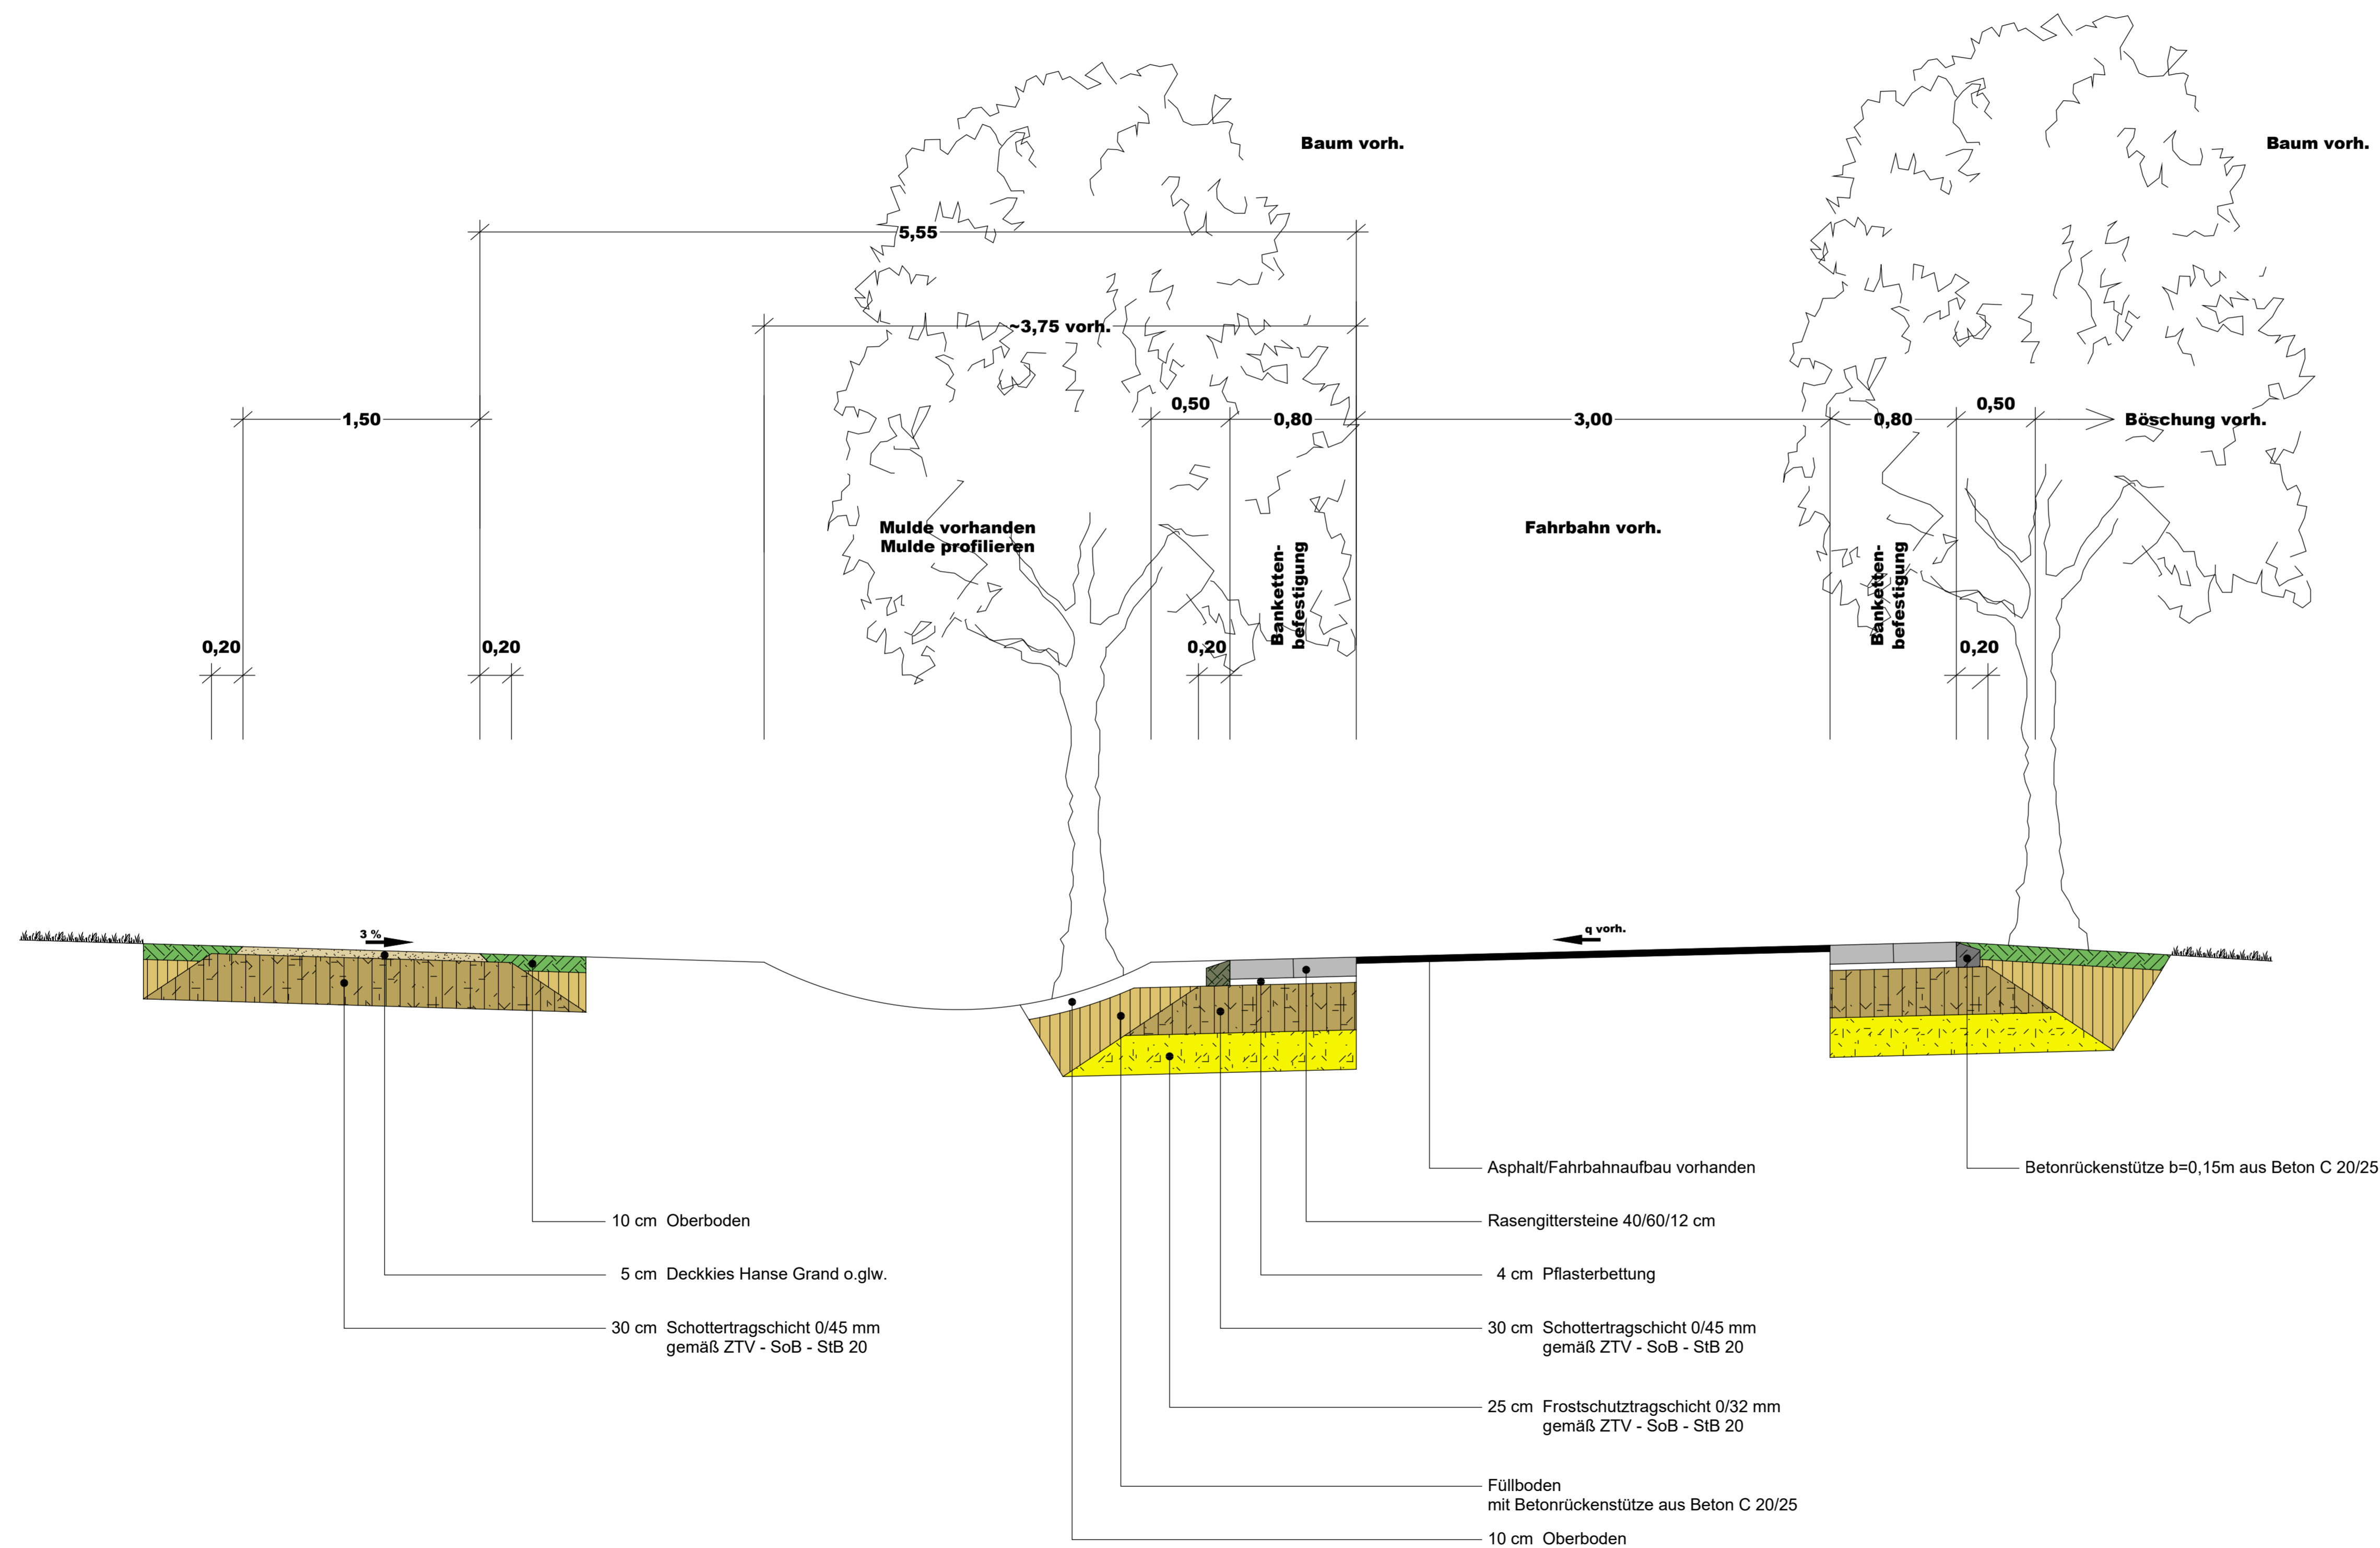 Baum vorh.
Baum vorh.
5,55
~3,75 vorh.
1,50
0,50
0,80
3,00
0,80
0,50
Böschung vorh.
Mulde vorhanden
Mulde profilieren
Banketten-
befestigung
Fahrbahn vorh.
Banketten-
befestigung
0,20
0,20
0,20
0,20
3 %
q vorh.
Asphalt/Fahrbahnaufbau vorhanden
Betonrückenstütze b=0,15m aus Beton C 20/25
10 cm Oberboden
Rasengittersteine 40/60/12 cm
5 cm Deckkies Hanse Grand o.glw.
4 cm Pflasterbettung
30 cm Schottertragschicht 0/45 mm
gemäß ZTV - SoB - StB 20
30 cm Schottertragschicht 0/45 mm
gemäß ZTV - SoB - StB 20
25 cm Frostschutztragschicht 0/32 mm
gemäß ZTV - SoB - StB 20
Füllboden
mit Betonrückenstütze aus Beton C 20/25
10 cm Oberboden